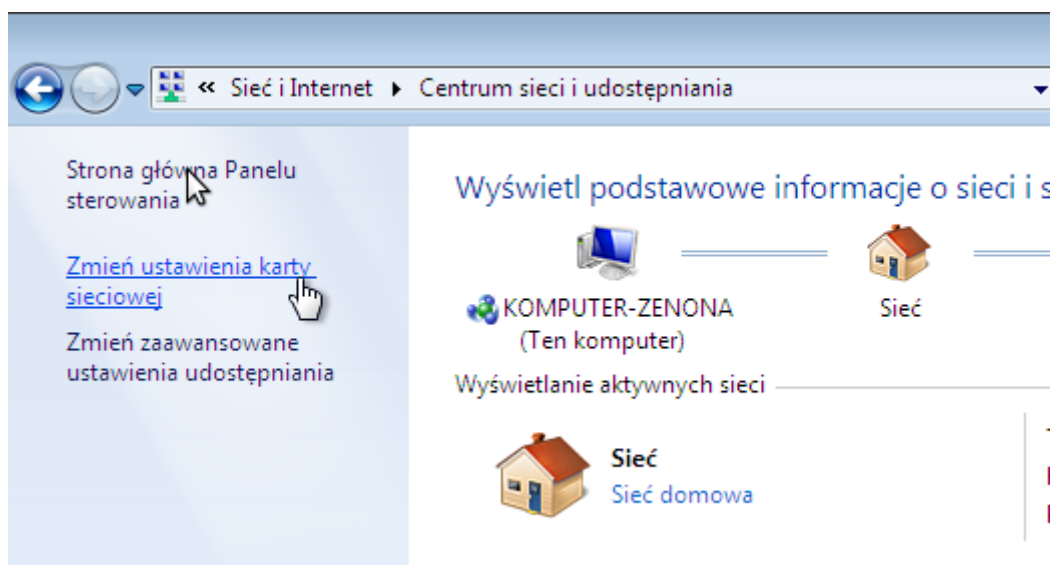 « Sieć i Internet ▸ Centrum sieci i udostępniania
Strona główna Panelu
sterowania
Zmień ustawienia karty
sieciowej
Zmień zaawansowane
ustawienia udostępniania
Wyświetl podstawowe informacje o sieci i s
KOMPUTER-ZENONA
(Ten komputer)
Sieć
Wyświetlanie aktywnych sieci
Sieć
Sieć domowa